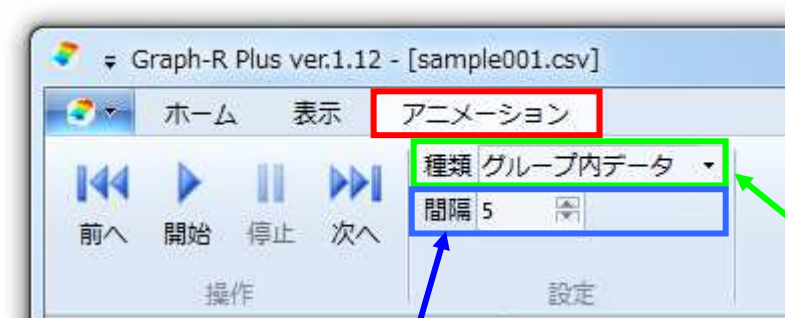 Graph-R Plus ver.1.12 - [sample001.csv]
ホーム 表示 アニメーション
種類 グループ内データ
間隔 5
前へ 開始 停止 次へ
操作 設定